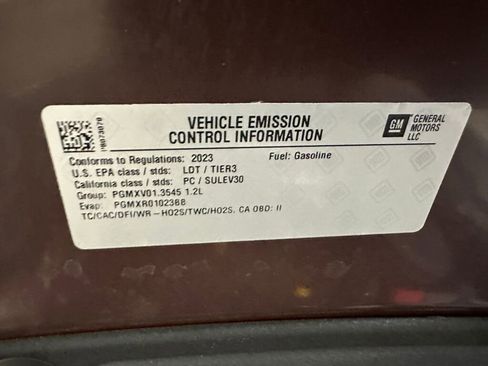 VEHICLE EMISSION
CONTROL INFORMATION
GM
GENERAL
MOTORS
LLC
Conforms to Regulations: 2023 Fuel: Gasoline
U.S. EPA class / stds: LDT / TIER3
California class / stds: PC / SULEV30
Group: PGMXV01.3545 1.2L
Evap: PGMXR0102388
TC/CAC/DFI/WR-HO2S/TWC/HO2S, CA OBD: II